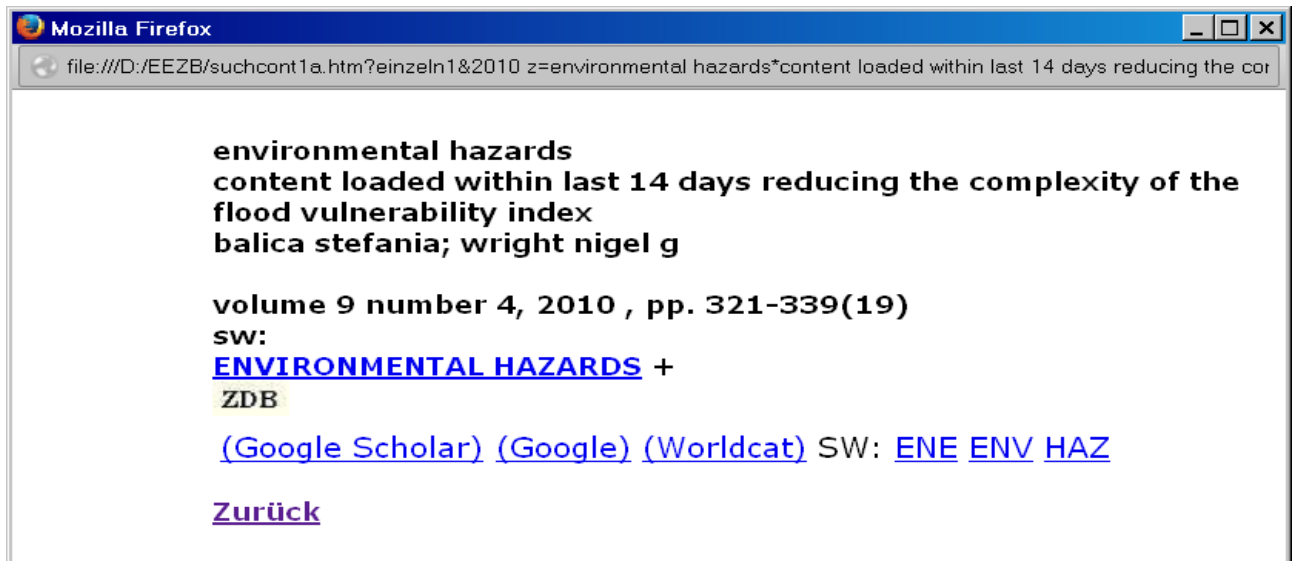 Mozilla Firefox
file:///D:/EEZB/suchcont1a.htm?einzeln1&2010 z=environmental hazards*content loaded within last 14 days reducing the cor
environmental hazards
content loaded within last 14 days reducing the complexity of the
flood vulnerability index
balica stefania; wright nigel g
volume 9 number 4, 2010 , pp. 321-339(19)
sw:
ENVIRONMENTAL HAZARDS +
ZDB
(Google Scholar) (Google) (Worldcat) SW: ENE ENV HAZ
Zurück